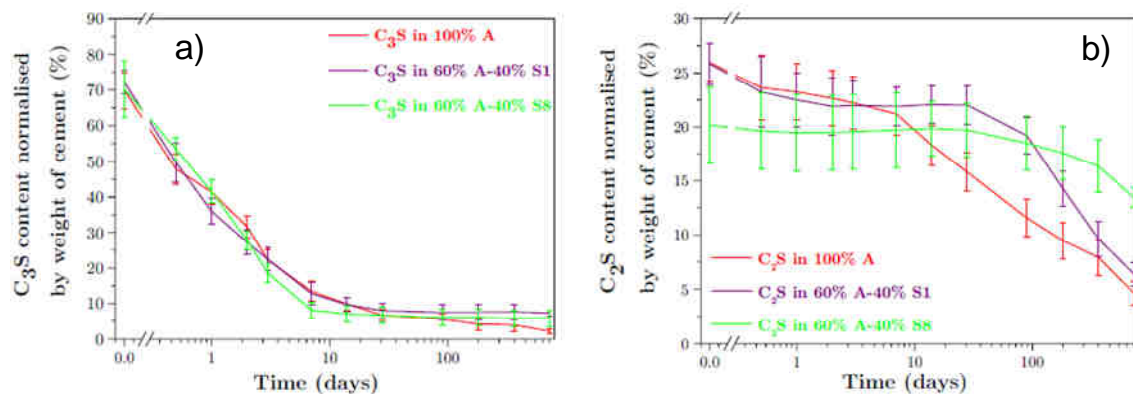 a)
C₃S in 100% A
C₃S in 60% A-40% S1
C₃S in 60% A-40% S8
C₃S content normalised
by weight of cement (%)
90
80
70
60
50
40
30
20
10
0
0.0 1 10 100
Time (days)
b)
C₂S in 100% A
C₂S in 60% A-40% S1
C₂S in 60% A-40% S8
C₂S content normalised
by weight of cement (%)
30
25
20
15
10
5
0
0.0 1 10 100
Time (days)